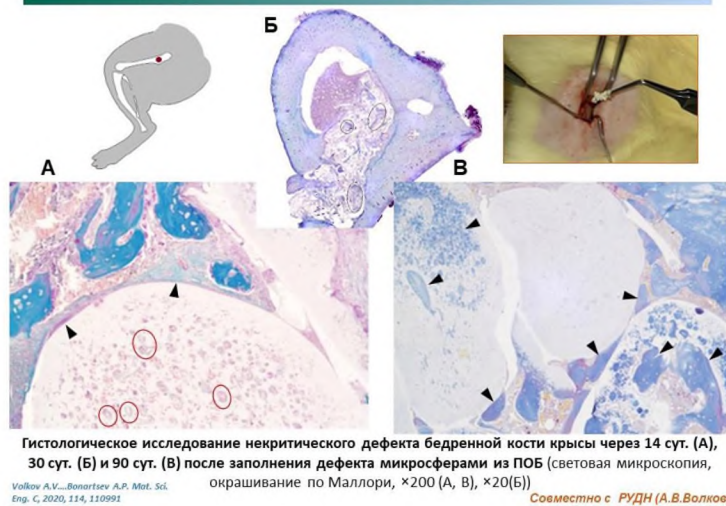 Б
А
В
Гистологическое исследование некритического дефекта бедренной кости крысы через 14 сут. (А),
30 сут. (Б) и 90 сут. (В) после заполнения дефекта микросферами из ПОБ (световая микроскопия,
окрашивание по Маллори, ×200 (А, В), ×20(Б))
Volkov A.V....Bonartsev A.P. Mat. Sci.
Eng. C, 2020, 114, 110991
Совместно с РУДН (А.В.Волков